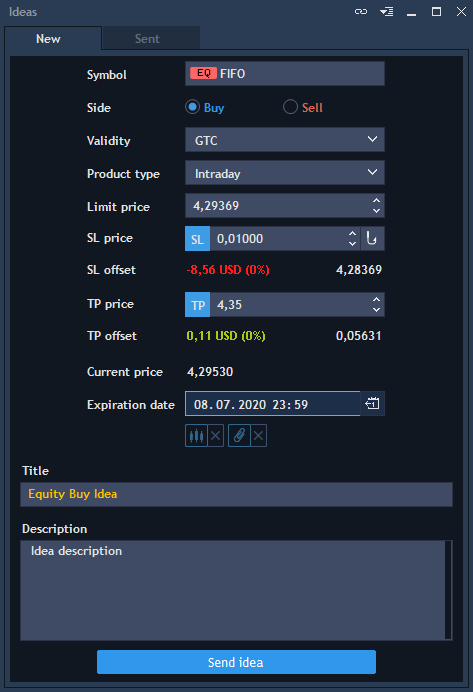 Ideas
New Sent
Symbol EQ FIFO
Side Buy Sell
Validity GTC
Product type Intraday
Limit price 4,29369
SL price SL 0,01000
SL offset -8,56 USD (0%) 4,28369
TP price TP 4,35
TP offset 0,11 USD (0%) 0,05631
Current price 4,29530
Expiration date 08.07.2020 23:59
Title
Equity Buy Idea
Description
Idea description
Send idea